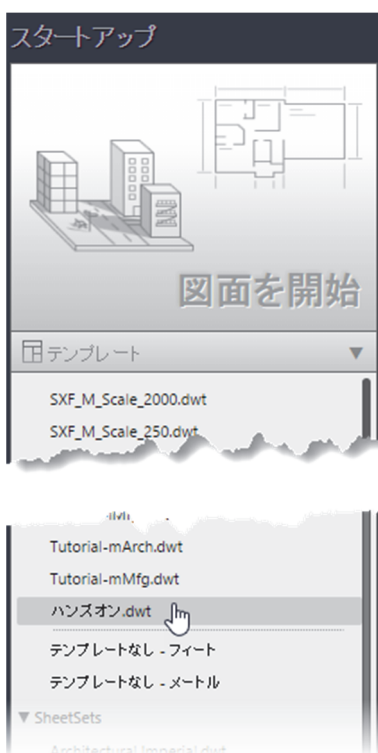 スタートアップ
図面を開始
テンプレート ▼
SXF_M_Scale_2000.dwt
SXF_M_Scale_250.dwt
Tutorial-mArch.dwt
Tutorial-mMfg.dwt
ハンズオン.dwt
テンプレートなし - フィート
テンプレートなし - メートル
▼ SheetSets
Architectural Imperial.dwt